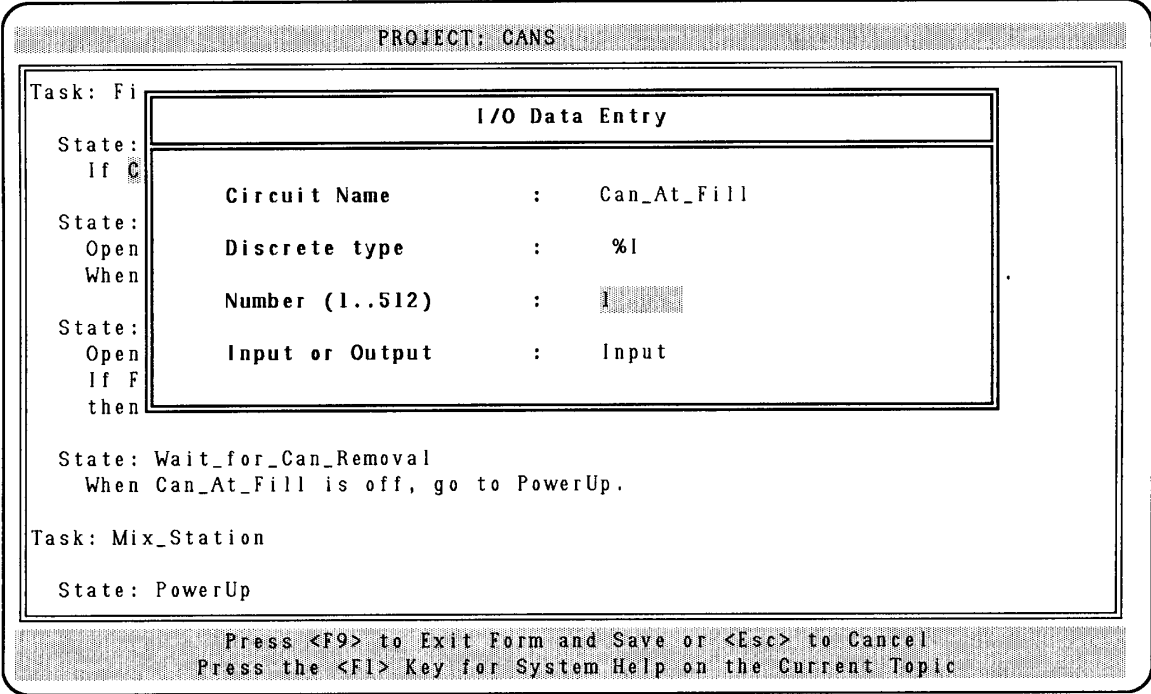 PROJECT: CANS
Task: Fi
I/O Data Entry
State:
If C
Circuit Name : Can_At_Fill
State:
Open
Discrete type : %I
When .
Number (1..512) : 1
State:
Open
Input or Output : Input
If F
then
State: Wait_for_Can_Removal
When Can_At_Fill is off, go to PowerUp.
Task: Mix_Station
State: PowerUp
Press <F9> to Exit Form and Save or <Esc> to Cancel
Press the <F1> Key for System Help on the Current Topic